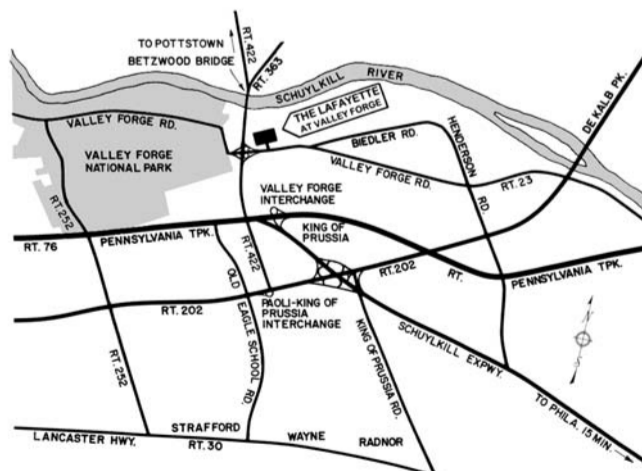 TO POTTSTOWN
BETZWOOD BRIDGE
RT. 422
RT. 363
SCHUYLKILL
RIVER
THE LAFAYETTE
AT VALLEY FORGE
DE KALB PK.
VALLEY FORGE RD.
BIEDLER RD.
HENDERSON
RD.
VALLEY FORGE
NATIONAL PARK
VALLEY FORGE RD.
RT. 23
RT. 252
VALLEY FORGE
INTERCHANGE
KING OF
PRUSSIA
RT. 76
PENNSYLVANIA TPK.
RT. 422
RT. 202
RT.
PENNSYLVANIA TPK.
OLD
EAGLE SCHOOL RD.
RT. 202
PAOLI-KING OF
PRUSSIA
INTERCHANGE
KING OF PRUSSIA RD.
SCHUYLKILL EXPWY.
N
S
RT. 252
TO PHILA. 15 MIN.
STRAFFORD
LANCASTER HWY.
RT. 30
WAYNE
RADNOR